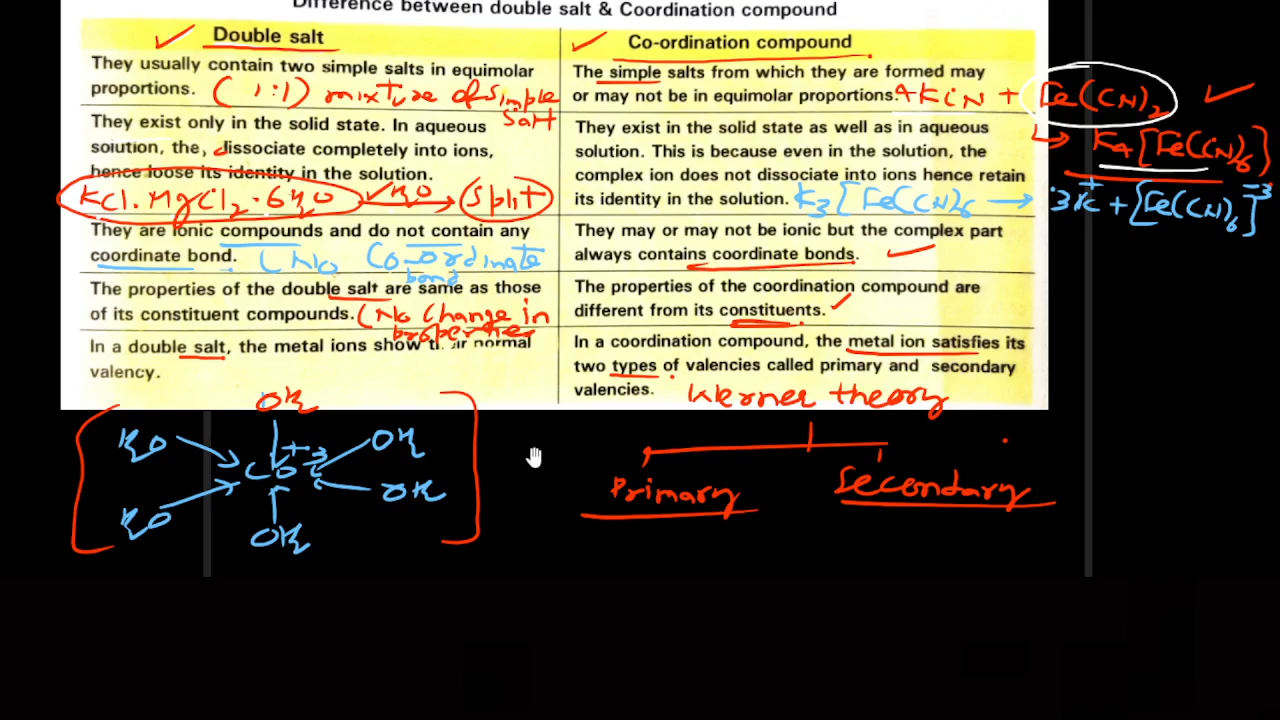 Difference between double salt & Coordination compound
Double salt
They usually contain two simple salts in equimolar
proportions. (1:1) mixture of simple
salt
They exist only in the solid state. In aqueous
solution, the, dissociate completely into ions,
hence loose its identity in the solution.
KCl.MgCl2.6H2O H2O Split
They are ionic compounds and do not contain any
coordinate bond. (No Coordinate
bond
The properties of the double salt are same as those
of its constituent compounds. (No change in
properties
In a double salt, the metal ions show their normal
valency.
Co-ordination compound
The simple salts from which they are formed may
or may not be in equimolar proportions. 4KCN + Fe(CN)2
K4[Fe(CN)6]
They exist in the solid state as well as in aqueous
solution. This is because even in the solution, the
complex ion does not dissociate into ions hence retain
its identity in the solution. K3[Fe(CN)6 → 3K+ + [Fe(CN)6]-3
They may or may not be ionic but the complex part
always contains coordinate bonds.
The properties of the coordination compound are
different from its constituents.
In a coordination compound, the metal ion satisfies its
two types of valencies called primary and secondary
valencies. Werner theory
Primary Secondary
OH
H2O CO+3 OH
H2O OH
OH